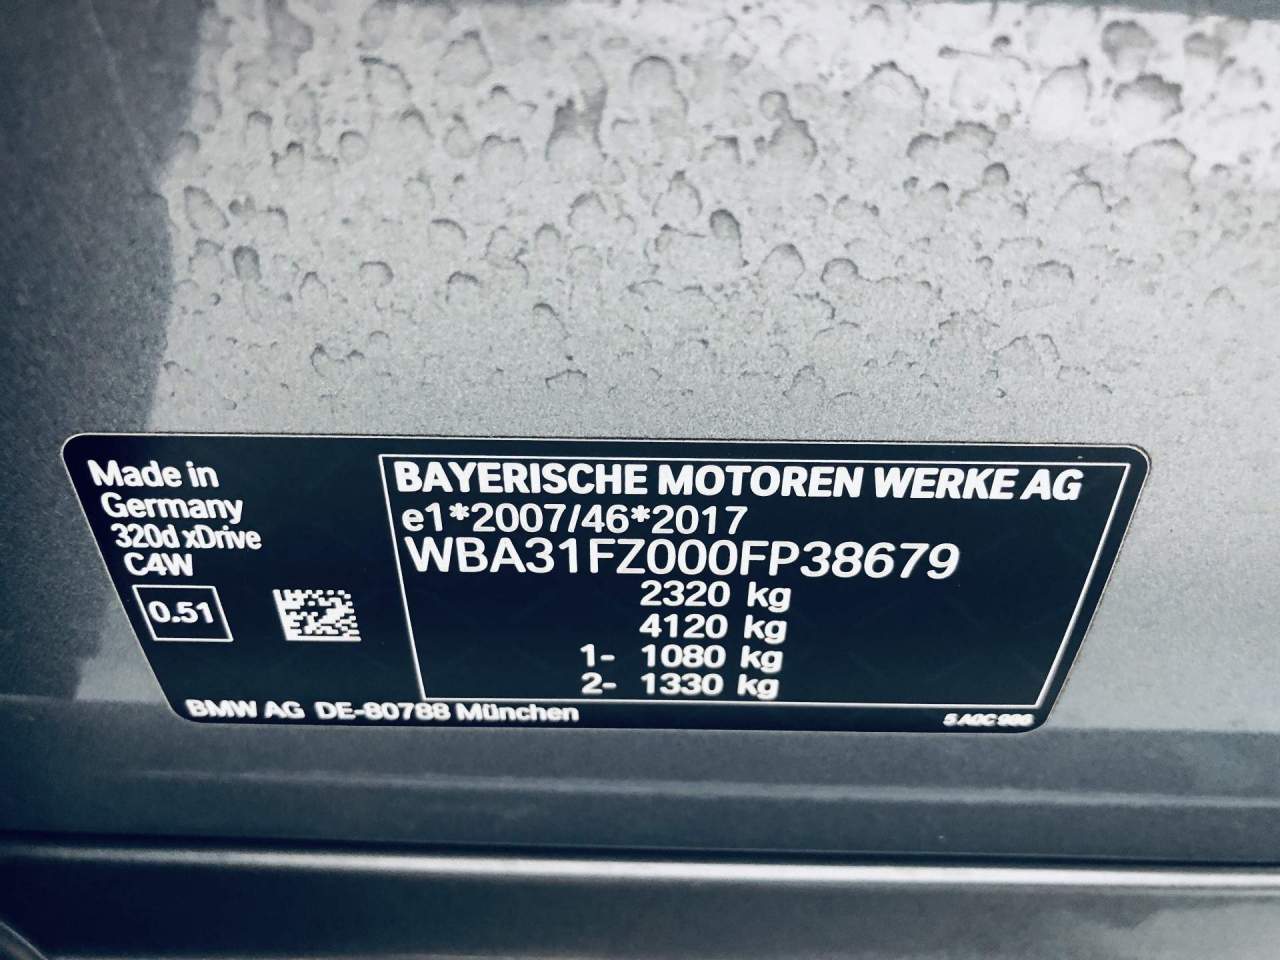 Made in
Germany
320d xDrive
C4W
0.51
BAYERISCHE MOTOREN WERKE AG
e1*2007/46*2017
WBA31FZ000FP38679
2320 kg
4120 kg
1- 1080 kg
2- 1330 kg
BMW AG DE-80788 München